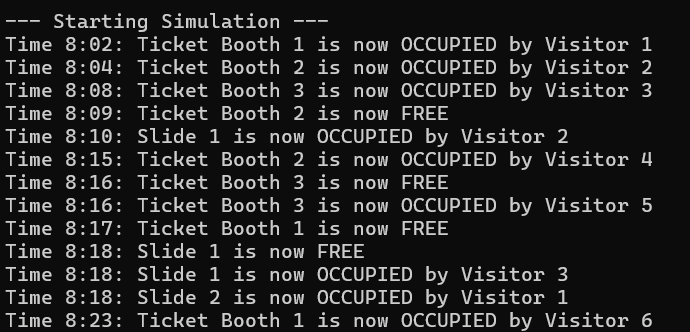 --- Starting Simulation ---
Time 8:02: Ticket Booth 1 is now OCCUPIED by Visitor 1
Time 8:04: Ticket Booth 2 is now OCCUPIED by Visitor 2
Time 8:08: Ticket Booth 3 is now OCCUPIED by Visitor 3
Time 8:09: Ticket Booth 2 is now FREE
Time 8:10: Slide 1 is now OCCUPIED by Visitor 2
Time 8:15: Ticket Booth 2 is now OCCUPIED by Visitor 4
Time 8:16: Ticket Booth 3 is now FREE
Time 8:16: Ticket Booth 3 is now OCCUPIED by Visitor 5
Time 8:17: Ticket Booth 1 is now FREE
Time 8:18: Slide 1 is now FREE
Time 8:18: Slide 1 is now OCCUPIED by Visitor 3
Time 8:18: Slide 2 is now OCCUPIED by Visitor 1
Time 8:23: Ticket Booth 1 is now OCCUPIED by Visitor 6